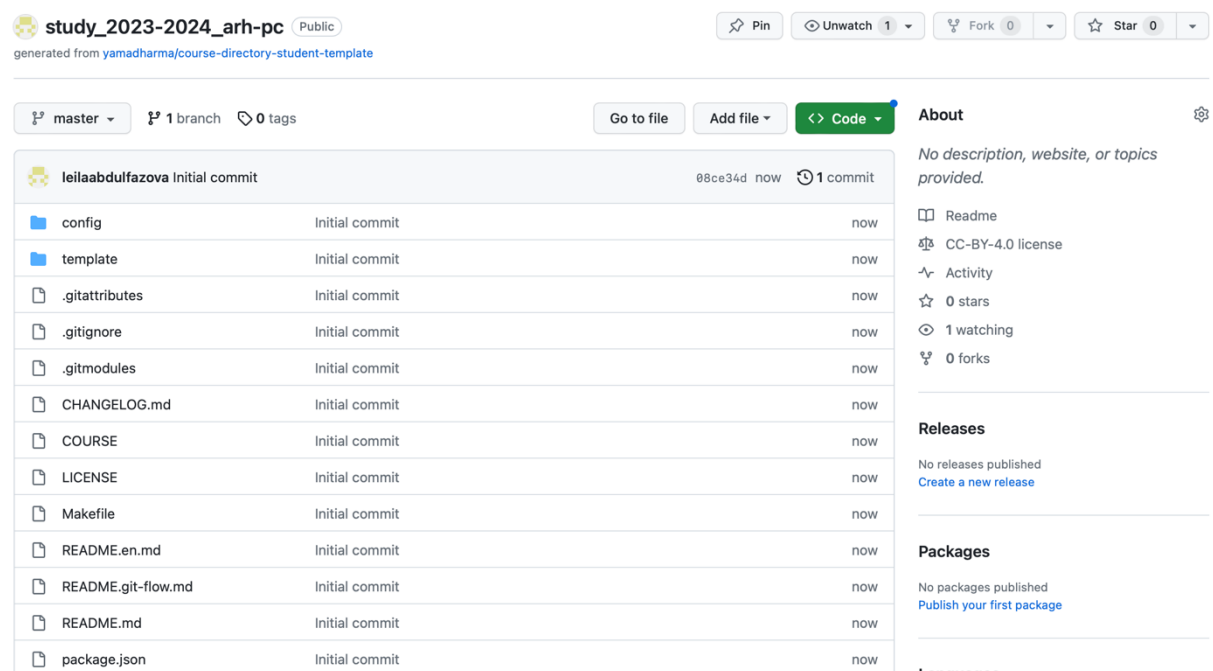 study_2023-2024_arh-pc Public Pin Unwatch 1 Fork 0 Star 0
generated from yamadharma/course-directory-student-template
master 1 branch 0 tags Go to file Add file Code
leilaabdulfazova Initial commit 08ce34d now 1 commit
config Initial commit now
template Initial commit now
.gitattributes Initial commit now
.gitignore Initial commit now
.gitmodules Initial commit now
CHANGELOG.md Initial commit now
COURSE Initial commit now
LICENSE Initial commit now
Makefile Initial commit now
README.en.md Initial commit now
README.git-flow.md Initial commit now
README.md Initial commit now
package.json Initial commit now
About
No description, website, or topics
provided.
Readme
CC-BY-4.0 license
Activity
0 stars
1 watching
0 forks
Releases
No releases published
Create a new release
Packages
No packages published
Publish your first package